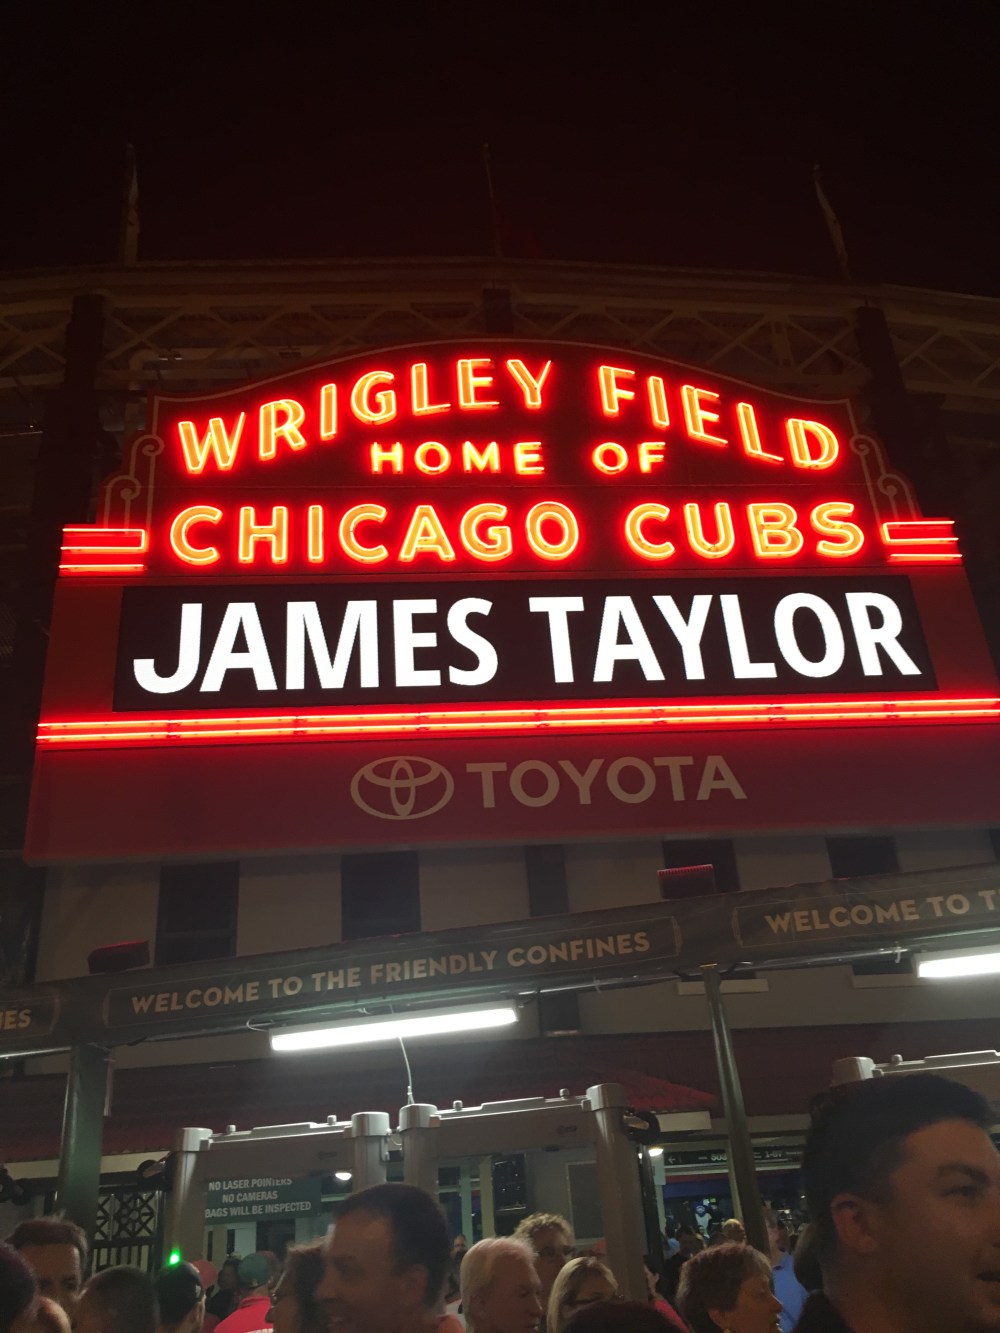 WRIGLEY FIELD
HOME OF
CHICAGO CUBS
JAMES TAYLOR
TOYOTA
WELCOME TO T
WELCOME TO THE FRIENDLY CONFINES
IES
NO LASER POINTERS
NO CAMERAS
BAGS WILL BE INSPECTED